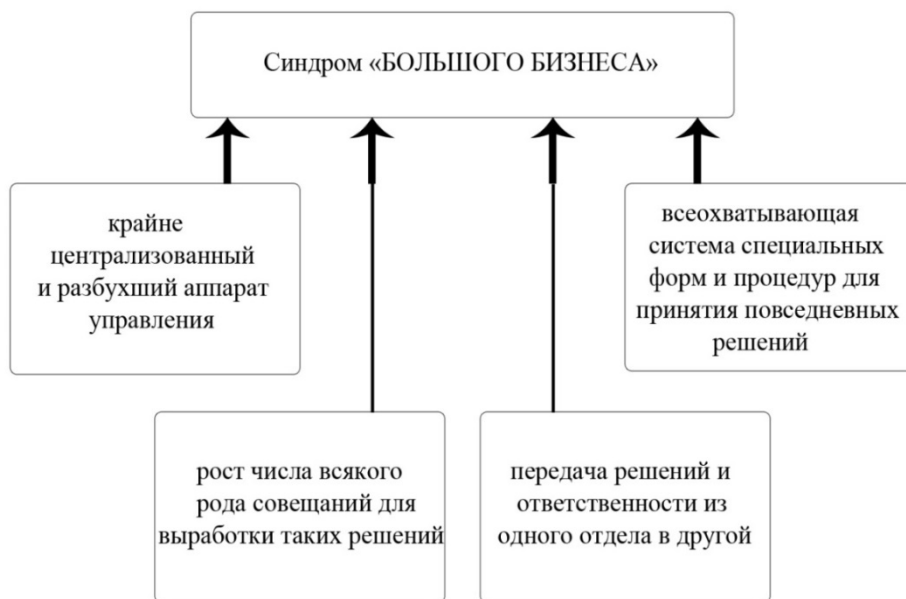 Синдром «БОЛЬШОГО БИЗНЕСА»
крайне
централизованный
и разбухший аппарат
управления
всеохватывающая
система специальных
форм и процедур для
принятия повседневных
решений
рост числа всякого
рода совещаний для
выработки таких решений
передача решений и
ответственности из
одного отдела в другой